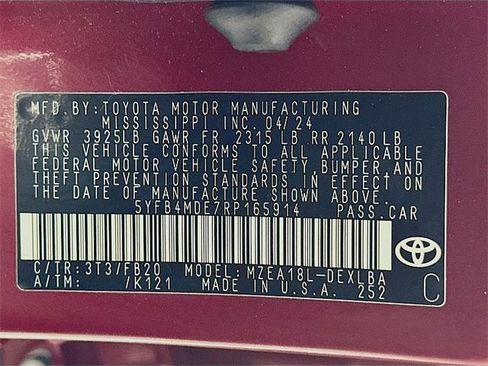 MFD. BY: TOYOTA MOTOR MANUFACTURING
MISSISSIPPI, INC. 04/24
GVWR 3925LB GAWR FR 2315 LB RR 2140 LB
THIS VEHICLE CONFORMS TO ALL APPLICABLE
FEDERAL MOTOR VEHICLE SAFETY, BUMPER, AND
THEFT PREVENTION STANDARDS IN EFFECT ON
THE DATE OF MANUFACTURE SHOWN ABOVE.
5YFB4MDE7RP165914 PASS. CAR
C/TR: 3T3/FB20 MODEL: MZEA18L-DEXLBA
A/TM: /K121 MADE IN U.S.A. 252
C